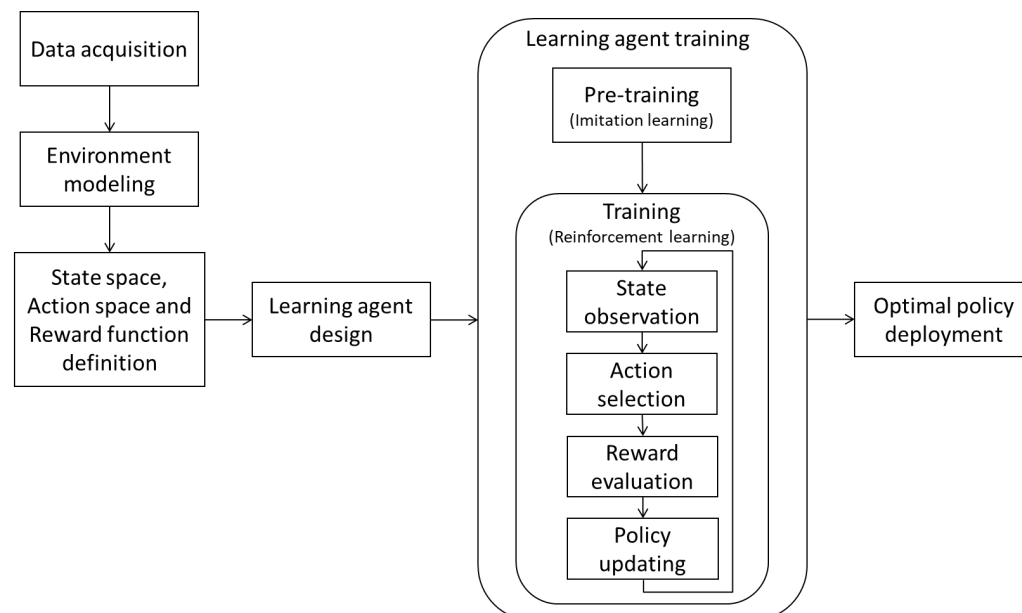 Data acquisition
Environment
modeling
State space,
Action space and
Reward function
definition
Learning agent
design
Learning agent training
Pre-training
(Imitation learning)
Training
(Reinforcement learning)
State
observation
Action
selection
Reward
evaluation
Policy
updating
Optimal policy
deployment